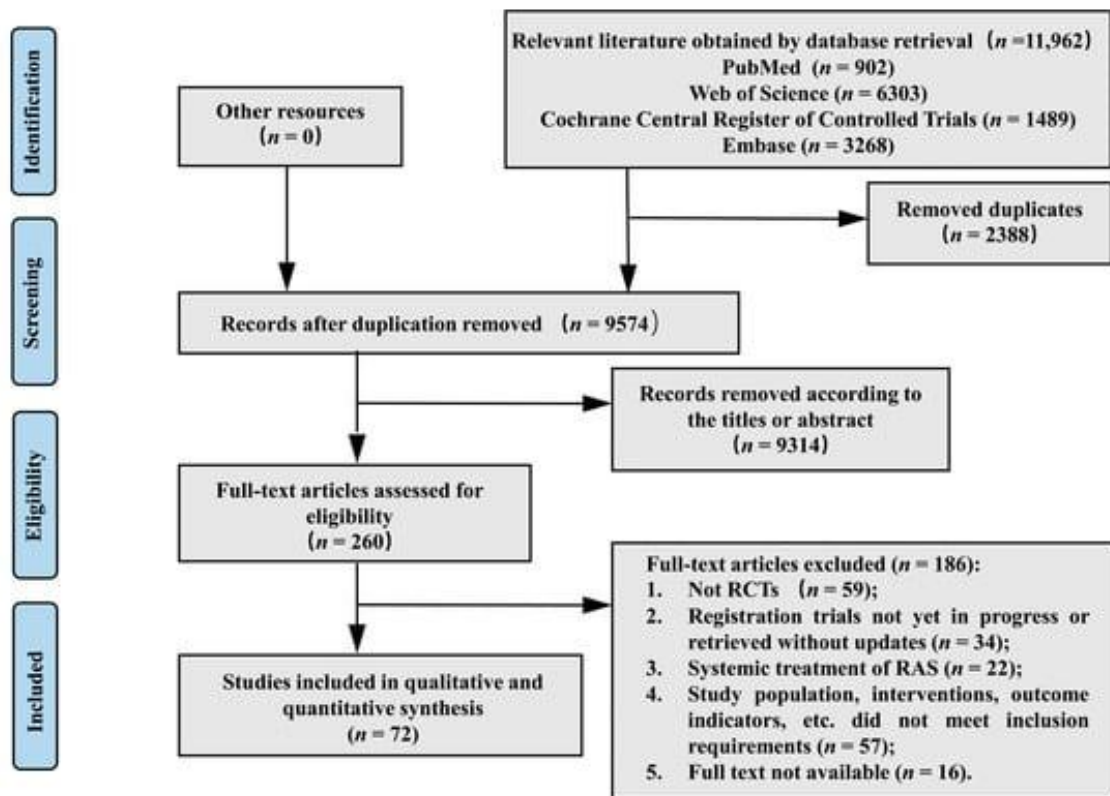 Identification
Relevant literature obtained by database retrieval (n =11,962)
PubMed (n = 902)
Web of Science (n = 6303)
Cochrane Central Register of Controlled Trials (n = 1489)
Embase (n = 3268)
Other resources
(n = 0)
Removed duplicates
(n = 2388)
Screening
Records after duplication removed (n = 9574)
Records removed according to
the titles or abstract
(n = 9314)
Eligibility
Full-text articles assessed for
eligibility
(n = 260)
Full-text articles excluded (n = 186):
1. Not RCTs (n = 59);
2. Registration trials not yet in progress or
retrieved without updates (n = 34);
3. Systemic treatment of RAS (n = 22);
4. Study population, interventions, outcome
indicators, etc. did not meet inclusion
requirements (n = 57);
5. Full text not available (n = 16).
Included
Studies included in qualitative and
quantitative synthesis
(n = 72)